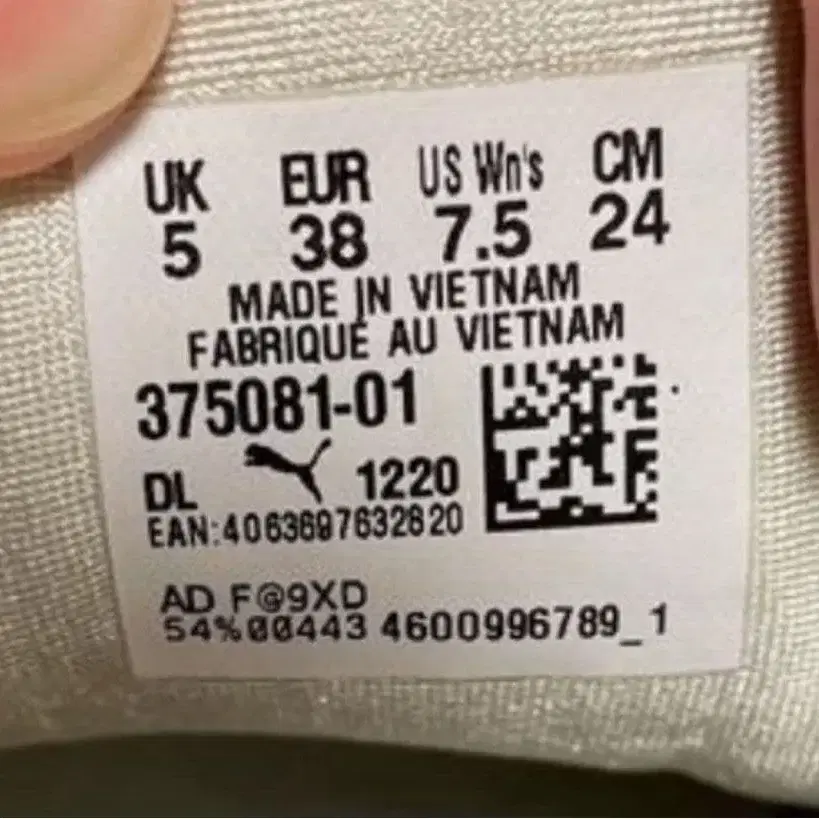 UK EUR US Wn's CM
5 38 7.5 24
MADE IN VIETNAM
FABRIQUÉ AU VIETNAM
375081-01
DL 1220
EAN:4063697632620
AD F@9XD
54%00443 4600996789_1